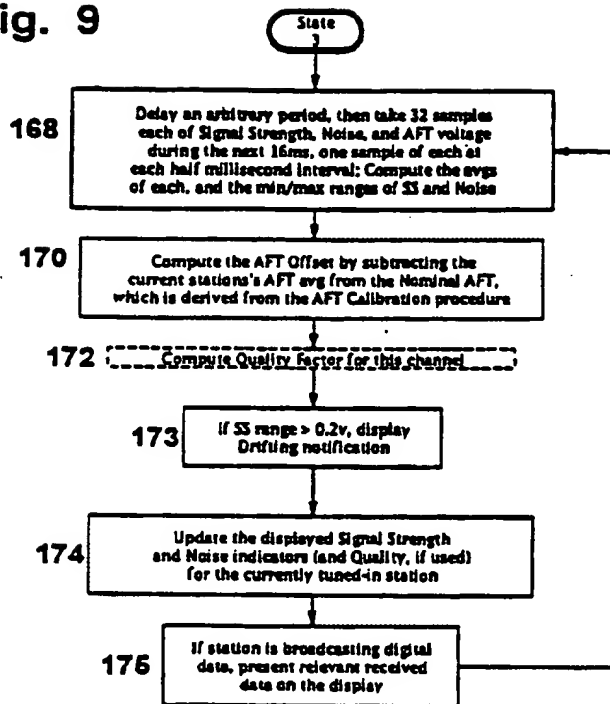 ig. 9
State
3
168
Delay an arbitrary period, then take 32 samples
each of Signal Strength, Noise, and AFT voltage
during the next 16ms, one sample of each at
each half millisecond interval; Compute the avgs
of each, and the min/max ranges of SS and Noise
170
Compute the AFT Offset by subtracting the
current stations's AFT avg from the Nominal AFT,
which is derived from the AFT Calibration procedure
172
Compute Quality Factor for this channel
173
If SS range > 0.2v, display
Drifting notification
174
Update the displayed Signal Strength
and Noise indicators (and Quality, if used)
for the currently tuned-in station
175
If station is broadcasting digital
data, present relevant received
data on the display